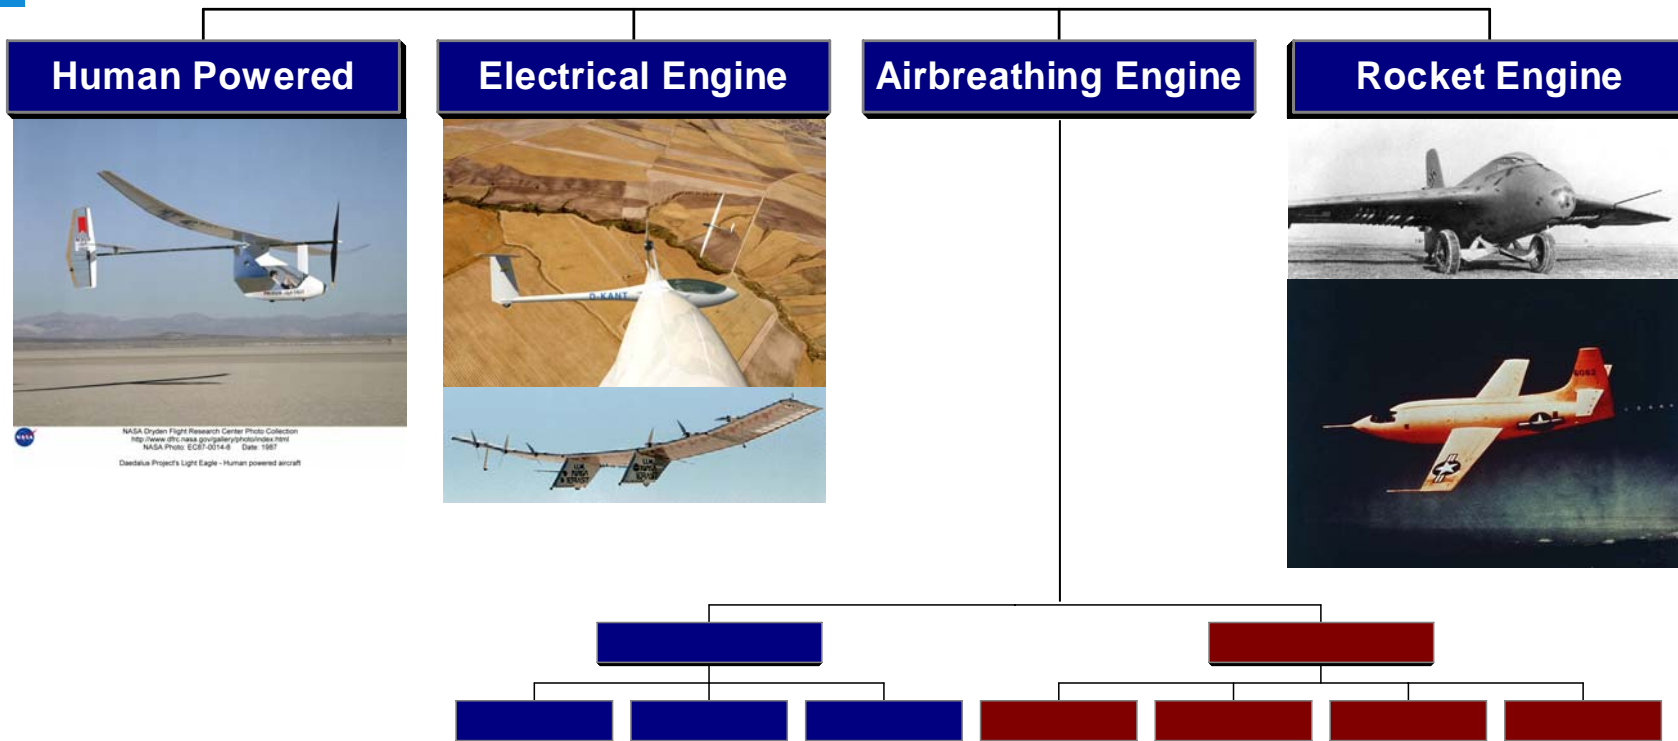 Human Powered
Electrical Engine
Airbreathing Engine
Rocket Engine
D-KANT
6062
NASA
NASA Dryden Flight Research Center Photo Collection
http://www.dfrc.nasa.gov/gallery/photo/index.html
NASA Photo: EC87-0014-8 Date: 1987
Daedalus Project's Light Eagle - Human powered aircraft